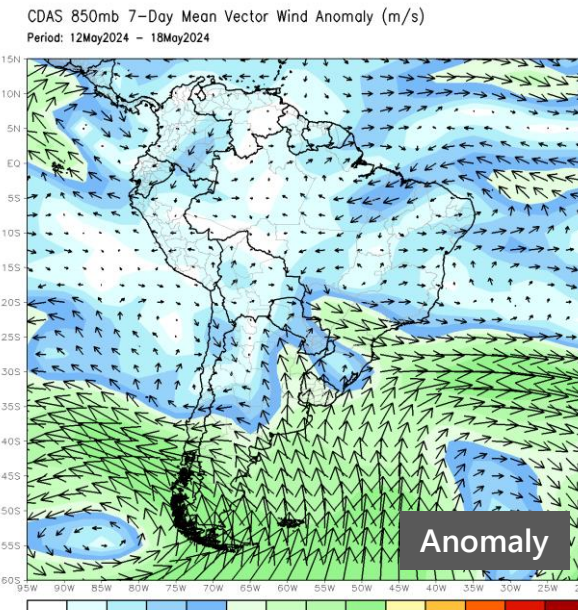 CDAS 850mb 7-Day Mean Vector Wind Anomaly (m/s)
Period: 12May2024 - 18May2024
15N
10N
5N
EQ
5S
10S
15S
20S
25S
30S
35S
40S
45S
50S
55S
60S
Anomaly
95W 90W 85W 80W 75W 70W 65W 60W 55W 50W 45W 40W 35W 30W 25W